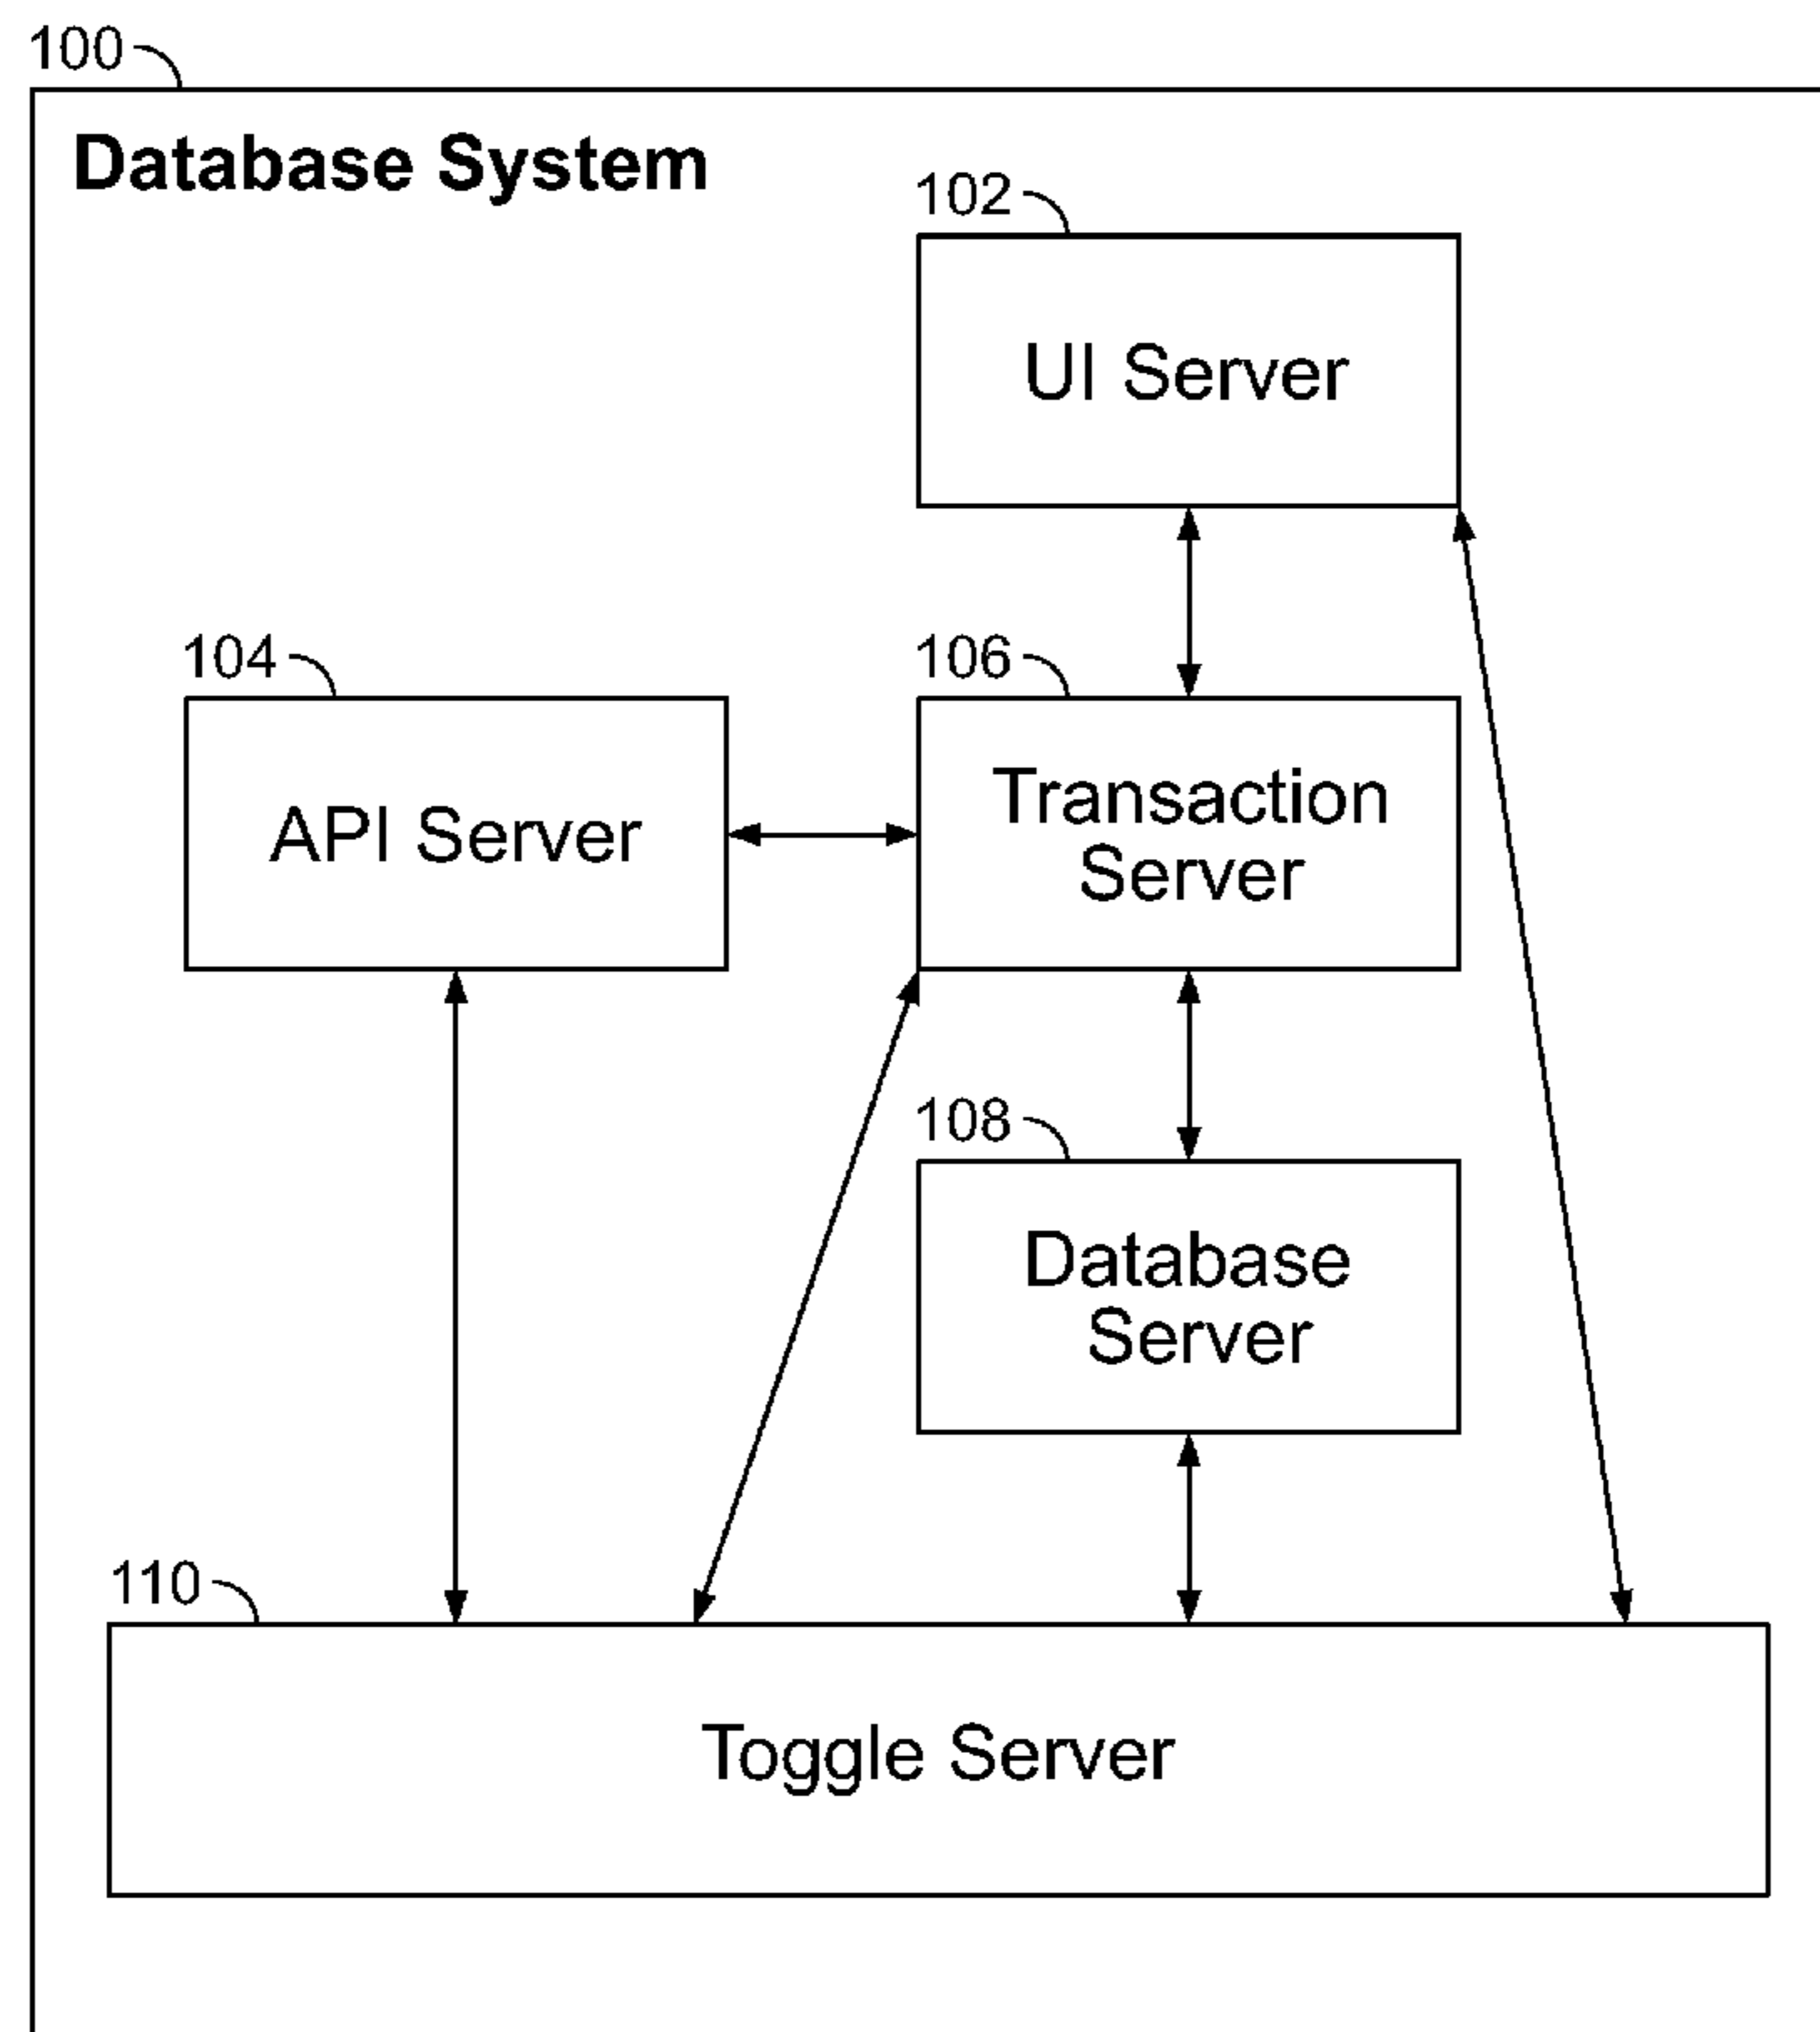 100
Database System
102
UI Server
104
API Server
106
Transaction
Server
108
Database
Server
110
Toggle Server